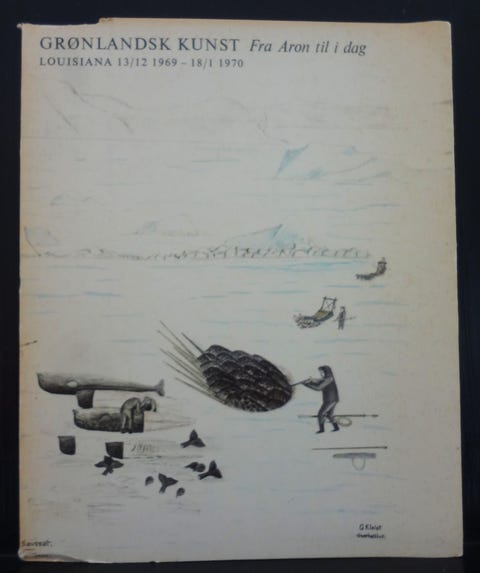 GRØNLANDSK KUNST Fra Aron til i dag
LOUISIANA 13/12 1969 – 18/1 1970
G Kleist